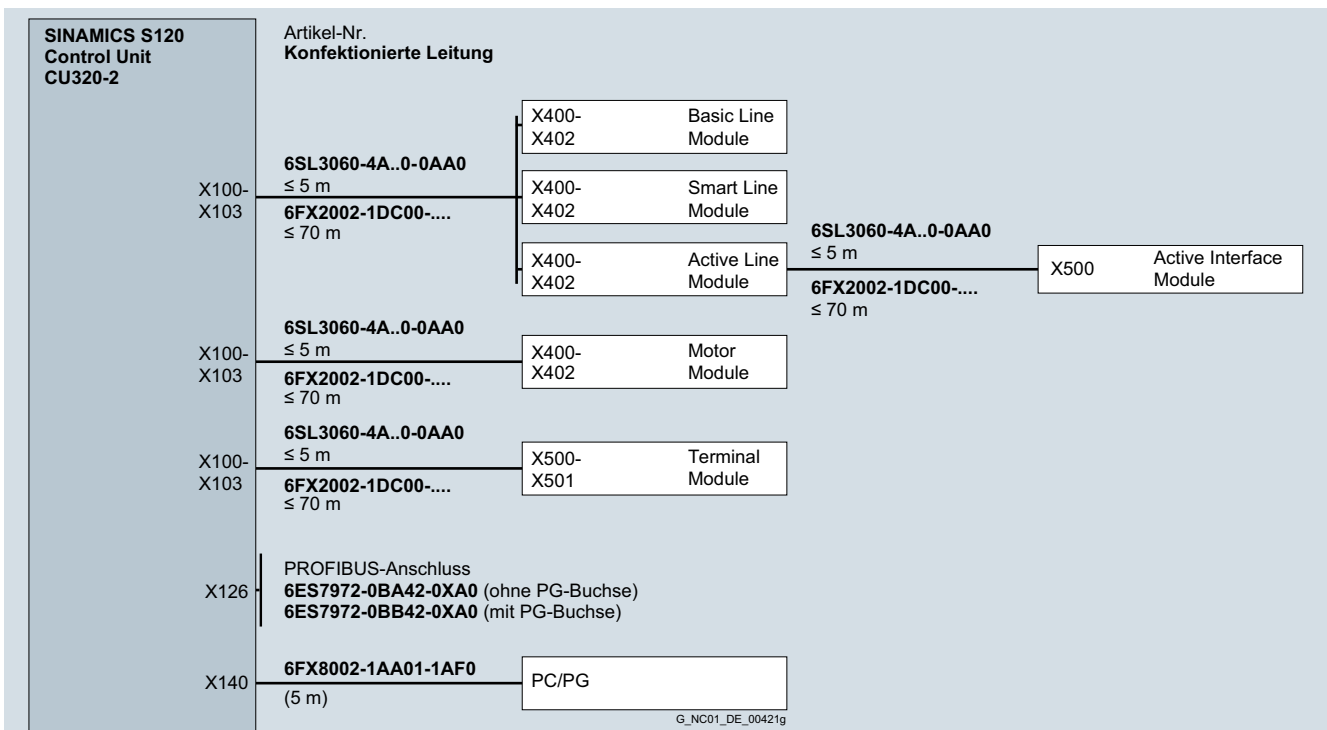 SINAMICS S120
Control Unit
CU320-2
Artikel-Nr.
Konfektionierte Leitung
X100-
X103
6SL3060-4A..0-0AA0
≤ 5 m
6FX2002-1DC00-....
≤ 70 m
X400-
X402
Basic Line
Module
X400-
X402
Smart Line
Module
X400-
X402
Active Line
Module
6SL3060-4A..0-0AA0
≤ 5 m
6FX2002-1DC00-....
≤ 70 m
X500
Active Interface
Module
X100-
X103
6SL3060-4A..0-0AA0
≤ 5 m
6FX2002-1DC00-....
≤ 70 m
X400-
X402
Motor
Module
X100-
X103
6SL3060-4A..0-0AA0
≤ 5 m
6FX2002-1DC00-....
≤ 70 m
X500-
X501
Terminal
Module
X126
PROFIBUS-Anschluss
6ES7972-0BA42-0XA0 (ohne PG-Buchse)
6ES7972-0BB42-0XA0 (mit PG-Buchse)
X140
6FX8002-1AA01-1AF0
(5 m)
PC/PG
G_NC01_DE_00421g